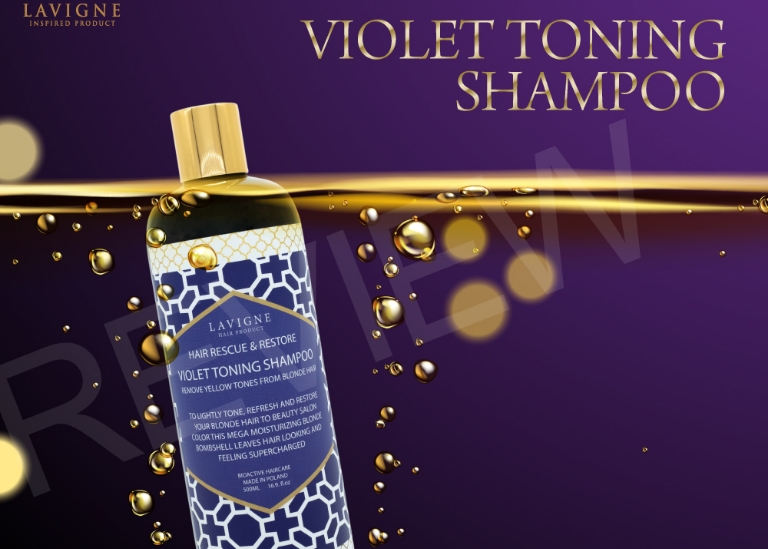 LAVIGNE
INSPIRED PRODUCT
VIOLET TONING
SHAMPOO
REVIEW
LAVIGNE
HAIR PRODUCT
HAIR RESCUE & RESTORE
VIOLET TONING SHAMPOO
REMOVE YELLOW TONES FROM BLONDE HAIR
TO LIGHTLY TONE, REFRESH AND RESTORE
YOUR BLONDE HAIR TO BEAUTY SALON
COLOR THIS MEGA MOISTURIZING BLONDE
BOMBSHELL LEAVES HAIR LOOKING AND
FEELING SUPERCHARGED
BIOACTIVE HAIRCARE
MADE IN POLAND
500ML 16.9 fl.oz